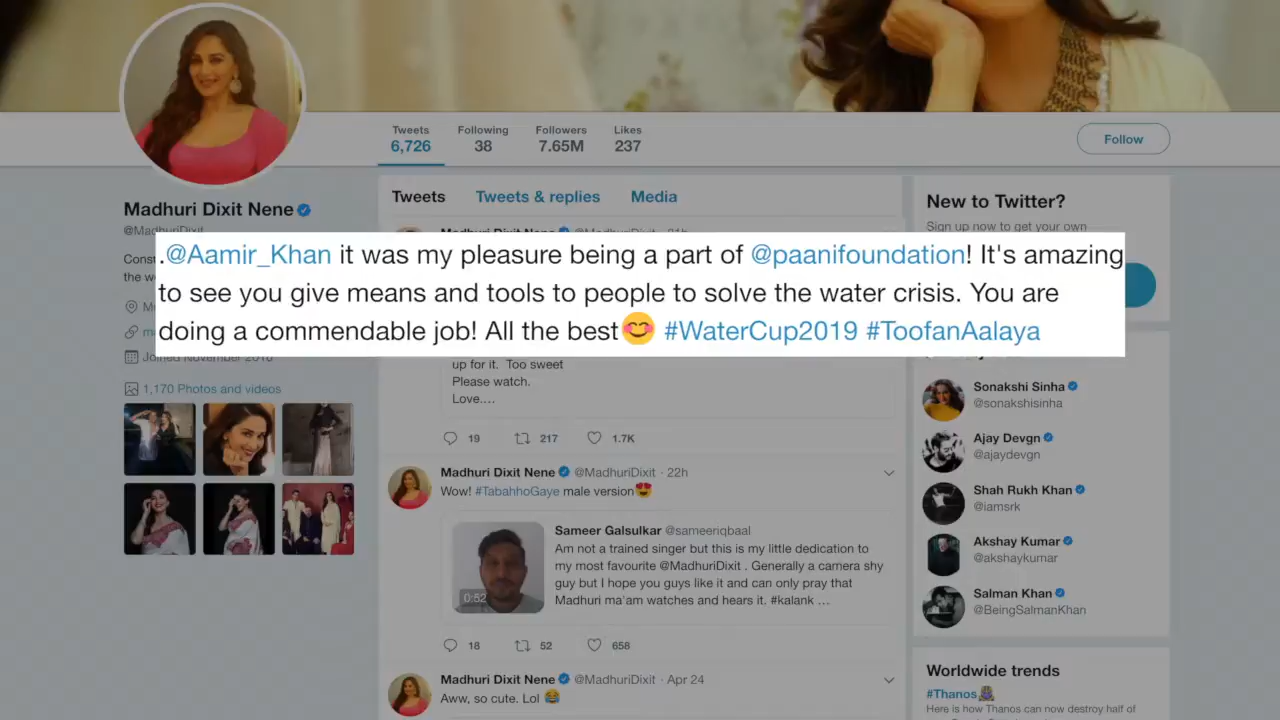 Tweets
6,726
Following
38
Followers
7.65M
Likes
237
Follow
Madhuri Dixit Nene
Tweets Tweets & replies Media
New to Twitter?
Sign up now to get your own
.@Aamir_Khan it was my pleasure being a part of @paanifoundation! It's amazing
to see you give means and tools to people to solve the water crisis. You are
doing a commendable job! All the best😊 #WaterCup2019 #ToofanAalaya
1,170 Photos and videos
up for it. Too sweet
Please watch.
Love....
19 217 1.7K
Madhuri Dixit Nene @MadhuriDixit · 22h
Wow! #TabahhoGaye male version😍
Sameer Galsulkar @sameeriqbaal
Am not a trained singer but this is my little dedication to
my most favourite @MadhuriDixit . Generally a camera shy
guy but I hope you guys like it and can only pray that
Madhuri ma'am watches and hears it. #kalank ...
0:52
18 52 658
Madhuri Dixit Nene @MadhuriDixit · Apr 24
Aww, so cute. Lol 😂
Sonakshi Sinha
@sonakshisinha
Ajay Devgn
@ajaydevgn
Shah Rukh Khan
@iamsrk
Akshay Kumar
@akshaykumar
Salman Khan
@BeingSalmanKhan
Worldwide trends
#Thanos
Here is how Thanos can now destroy half of